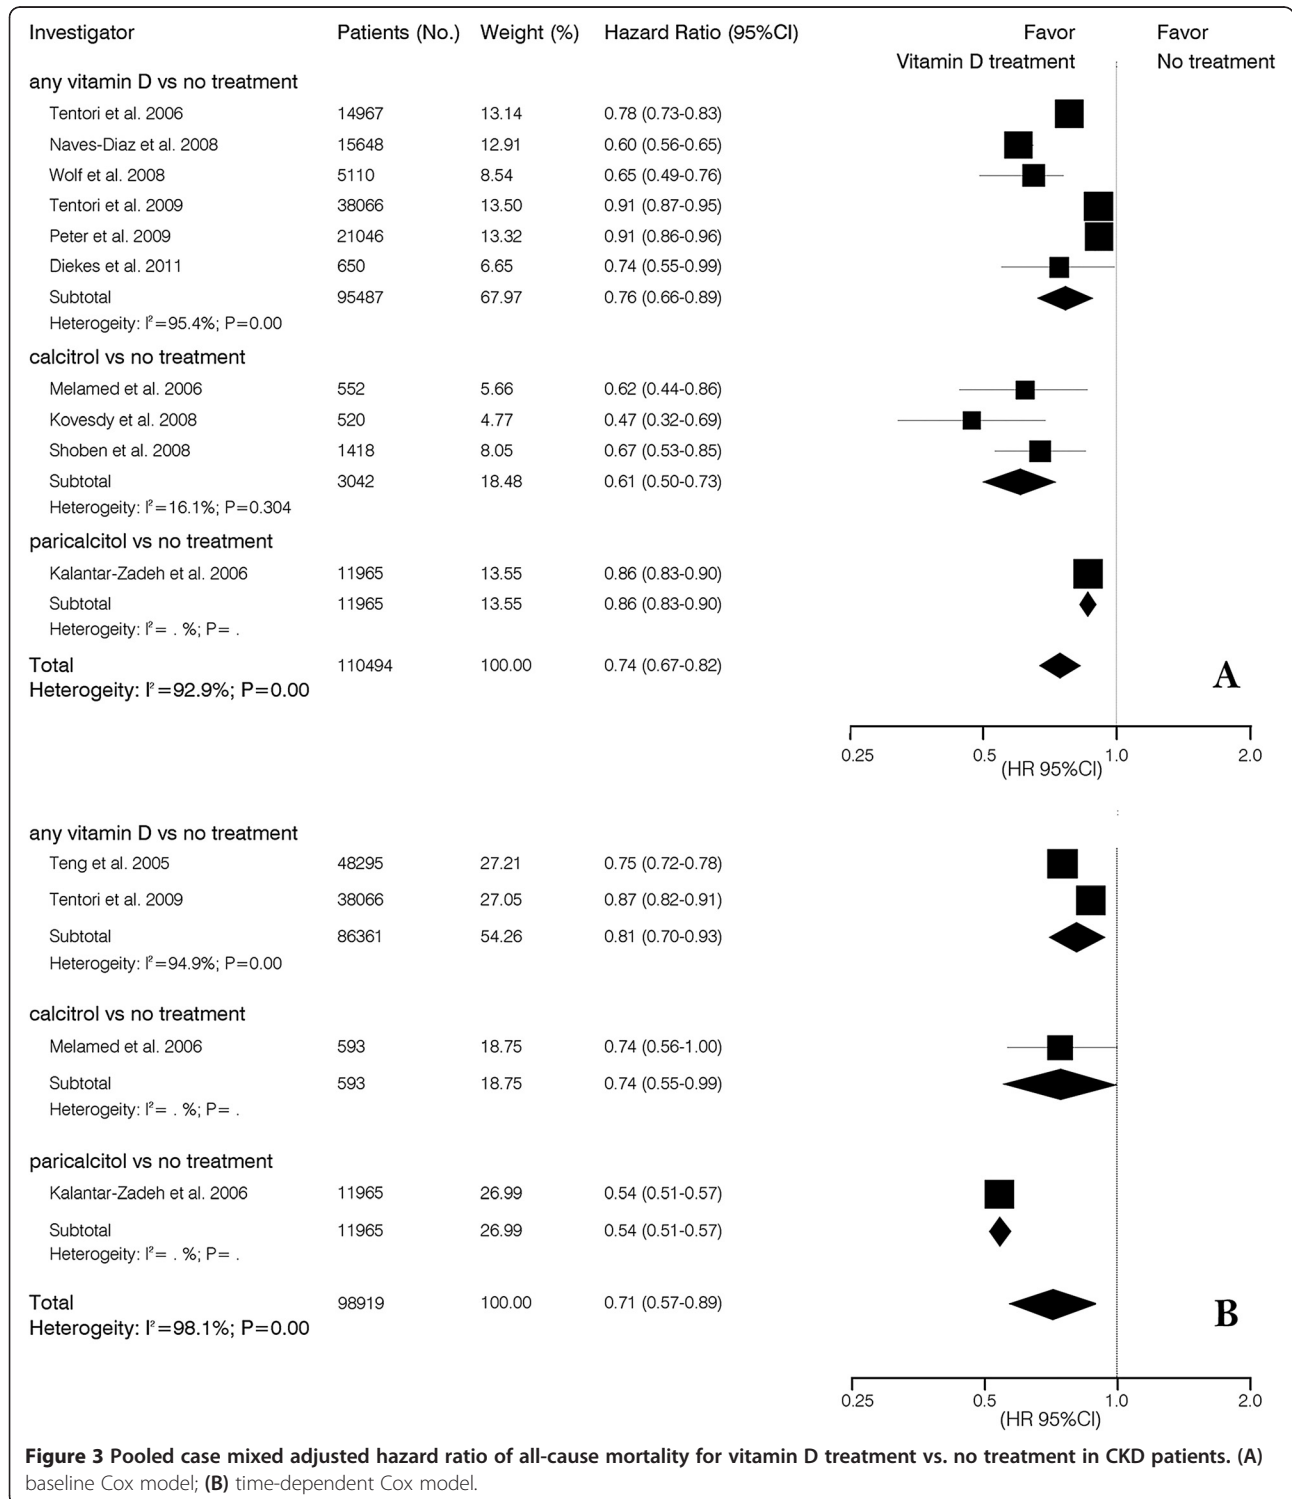 Investigator Patients (No.) Weight (%) Hazard Ratio (95%CI) Favor Favor
Vitamin D treatment No treatment
any vitamin D vs no treatment
Tentori et al. 2006 14967 13.14 0.78 (0.73-0.83)
Naves-Diaz et al. 2008 15648 12.91 0.60 (0.56-0.65)
Wolf et al. 2008 5110 8.54 0.65 (0.49-0.76)
Tentori et al. 2009 38066 13.50 0.91 (0.87-0.95)
Peter et al. 2009 21046 13.32 0.91 (0.86-0.96)
Diekes et al. 2011 650 6.65 0.74 (0.55-0.99)
Subtotal 95487 67.97 0.76 (0.66-0.89)
Heterogeity: I²=95.4%; P=0.00
calcitrol vs no treatment
Melamed et al. 2006 552 5.66 0.62 (0.44-0.86)
Kovesdy et al. 2008 520 4.77 0.47 (0.32-0.69)
Shoben et al. 2008 1418 8.05 0.67 (0.53-0.85)
Subtotal 3042 18.48 0.61 (0.50-0.73)
Heterogeity: I²=16.1%; P=0.304
paricalcitol vs no treatment
Kalantar-Zadeh et al. 2006 11965 13.55 0.86 (0.83-0.90)
Subtotal 11965 13.55 0.86 (0.83-0.90)
Heterogeity: I²= . %; P= .
Total 110494 100.00 0.74 (0.67-0.82)
Heterogeity: I²=92.9%; P=0.00
A
0.25 0.5 1.0 2.0
(HR 95%CI)
any vitamin D vs no treatment
Teng et al. 2005 48295 27.21 0.75 (0.72-0.78)
Tentori et al. 2009 38066 27.05 0.87 (0.82-0.91)
Subtotal 86361 54.26 0.81 (0.70-0.93)
Heterogeity: I²=94.9%; P=0.00
calcitrol vs no treatment
Melamed et al. 2006 593 18.75 0.74 (0.56-1.00)
Subtotal 593 18.75 0.74 (0.55-0.99)
Heterogeity: I²= . %; P= .
paricalcitol vs no treatment
Kalantar-Zadeh et al. 2006 11965 26.99 0.54 (0.51-0.57)
Subtotal 11965 26.99 0.54 (0.51-0.57)
Heterogeity: I²= . %; P= .
Total 98919 100.00 0.71 (0.57-0.89)
Heterogeity: I²=98.1%; P=0.00
B
0.25 0.5 1.0 2.0
(HR 95%CI)
Figure 3 Pooled case mixed adjusted hazard ratio of all-cause mortality for vitamin D treatment vs. no treatment in CKD patients. (A)
baseline Cox model; (B) time-dependent Cox model.